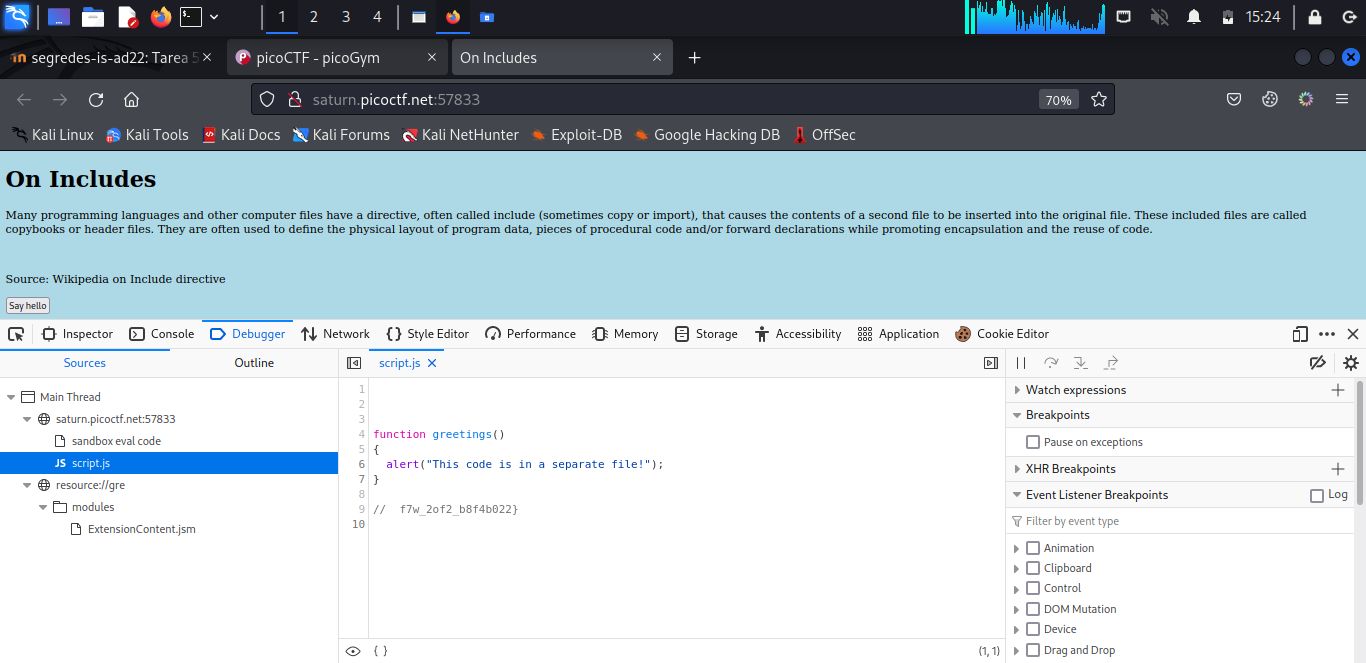 1 2 3 4 15:24
segredes-is-ad22: Tarea 5
picoCTF - picoGym
On Includes
saturn.picoctf.net:57833 70%
Kali Linux Kali Tools Kali Docs Kali Forums Kali NetHunter Exploit-DB Google Hacking DB OffSec
On Includes
Many programming languages and other computer files have a directive, often called include (sometimes copy or import), that causes the contents of a second file to be inserted into the original file. These included files are called
copybooks or header files. They are often used to define the physical layout of program data, pieces of procedural code and/or forward declarations while promoting encapsulation and the reuse of code.
Source: Wikipedia on Include directive
Say hello
Inspector Console Debugger Network Style Editor Performance Memory Storage Accessibility Application Cookie Editor
Sources Outline
Main Thread
saturn.picoctf.net:57833
sandbox eval code
JS script.js
resource://gre
modules
ExtensionContent.jsm
script.js
1
2
3
4 function greetings()
5 {
6 alert("This code is in a separate file!");
7 }
8
9 // f7w_2of2_b8f4b022}
10
{ } (1, 1)
Watch expressions
Breakpoints
Pause on exceptions
XHR Breakpoints
Event Listener Breakpoints Log
Filter by event type
Animation
Clipboard
Control
DOM Mutation
Device
Drag and Drop